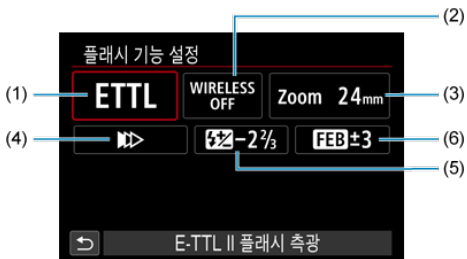 (2)
플래시 기능 설정
(1) ETTL WIRELESS OFF Zoom 24mm (3)
(4) -2⅔ FEB±3 (6)
(5)
E-TTL II 플래시 측광